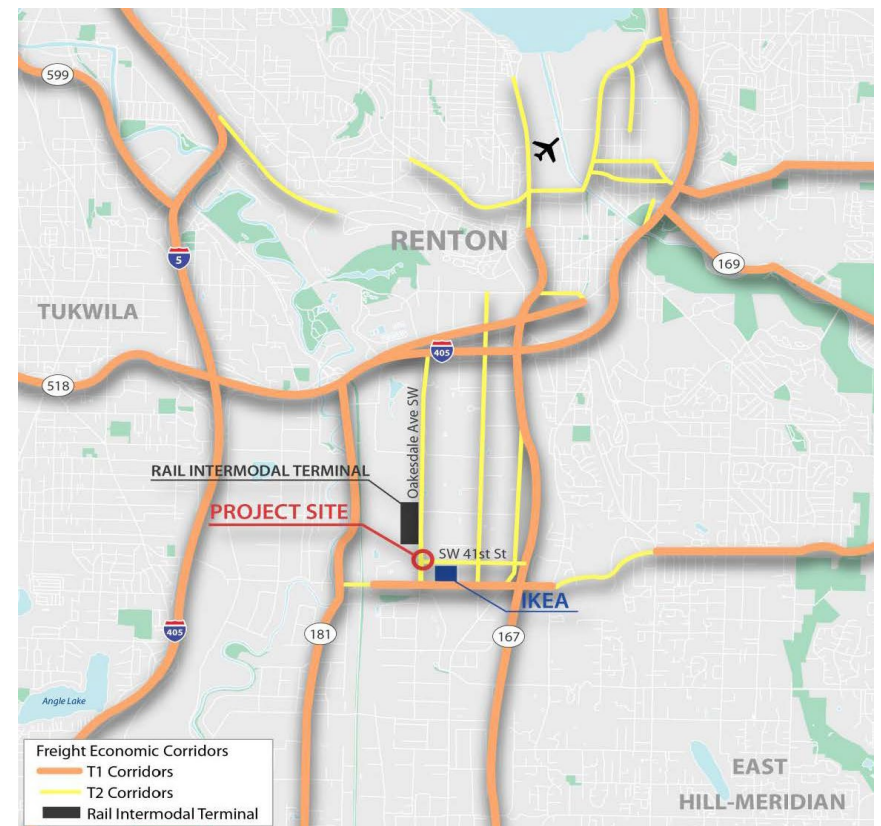 599
RENTON
5
169
TUKWILA
405
518
Oakesdale Ave SW
RAIL INTERMODAL TERMINAL
PROJECT SITE
SW 41st St
IKEA
405
181
167
Angle Lake
Freight Economic Corridors
T1 Corridors
T2 Corridors
Rail Intermodal Terminal
EAST
HILL-MERIDIAN